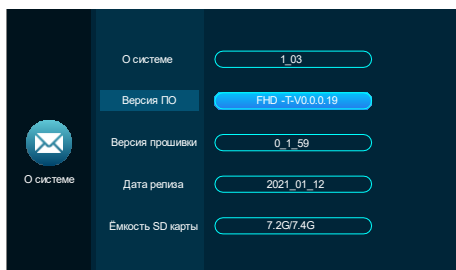 О системе 1_03
Версия ПО FHD -T-V0.0.0.19
Версия прошивки 0_1_59
О системе
Дата релиза 2021_01_12
Ёмкость SD карты 7.2G/7.4G